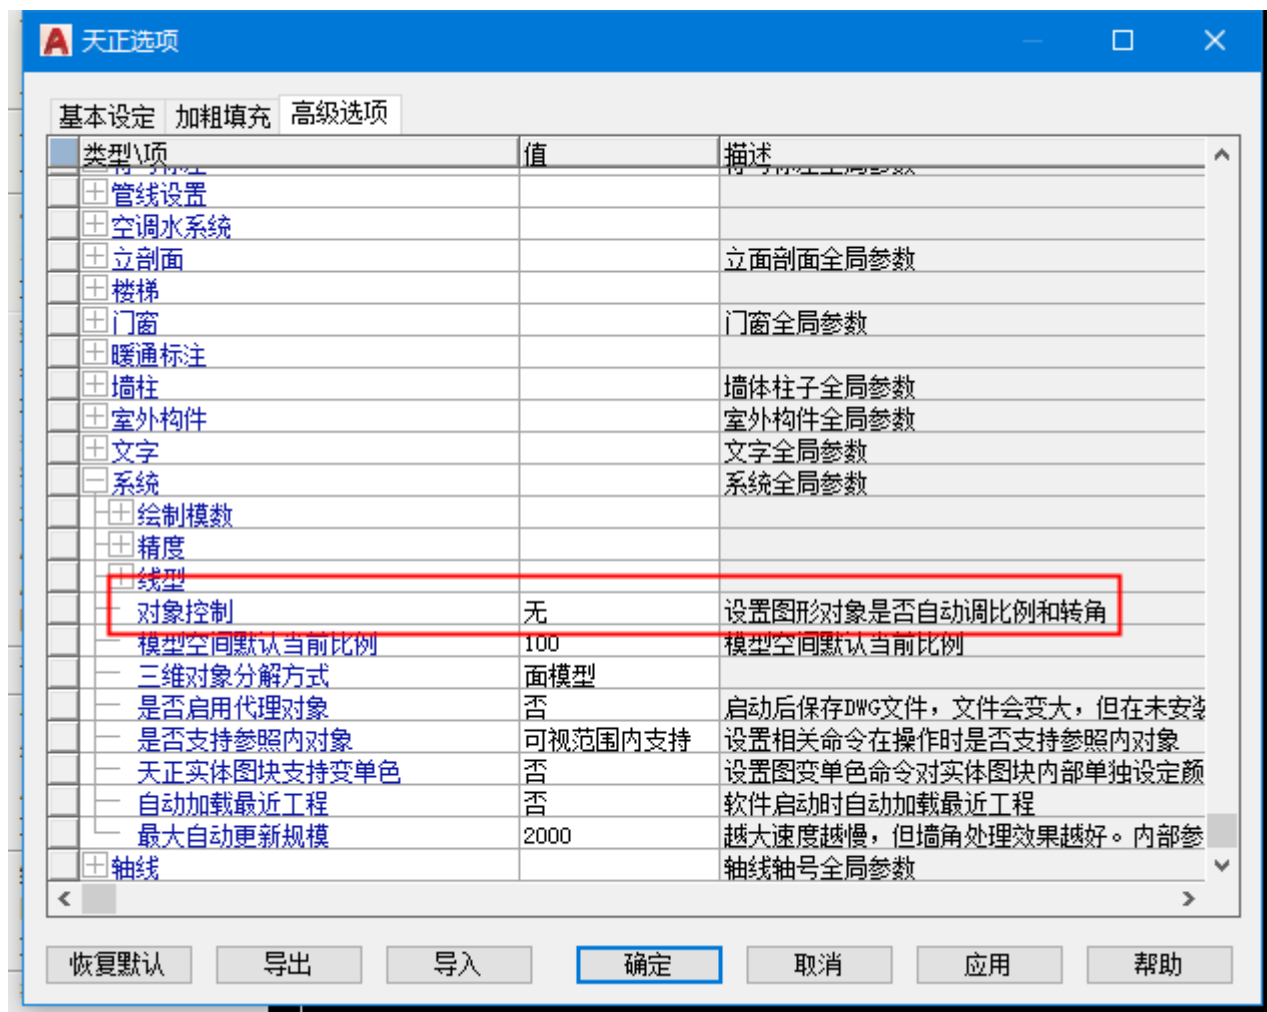 天正选项
基本设定 加粗填充 高级选项
类型\项 值 描述
管线设置
空调水系统
立剖面 立面剖面全局参数
楼梯
门窗 门窗全局参数
暖通标注
墙柱 墙体柱子全局参数
室外构件 室外构件全局参数
文字 文字全局参数
系统 系统全局参数
绘制模数
精度
线型
对象控制 无 设置图形对象是否自动调比例和转角
模型空间默认当前比例 100 模型空间默认当前比例
三维对象分解方式 面模型
是否启用代理对象 否 启动后保存DWG文件，文件会变大，但在未安装
是否支持参照内对象 可视范围内支持 设置相关命令在操作时是否支持参照内对象
天正实体图块支持变单色 否 设置图变单色命令对实体图块内部单独设定颜
自动加载最近工程 否 软件启动时自动加载最近工程
最大自动更新规模 2000 越大速度越慢，但墙角处理效果越好。内部参
轴线 轴线轴号全局参数
恢复默认 导出 导入 确定 取消 应用 帮助